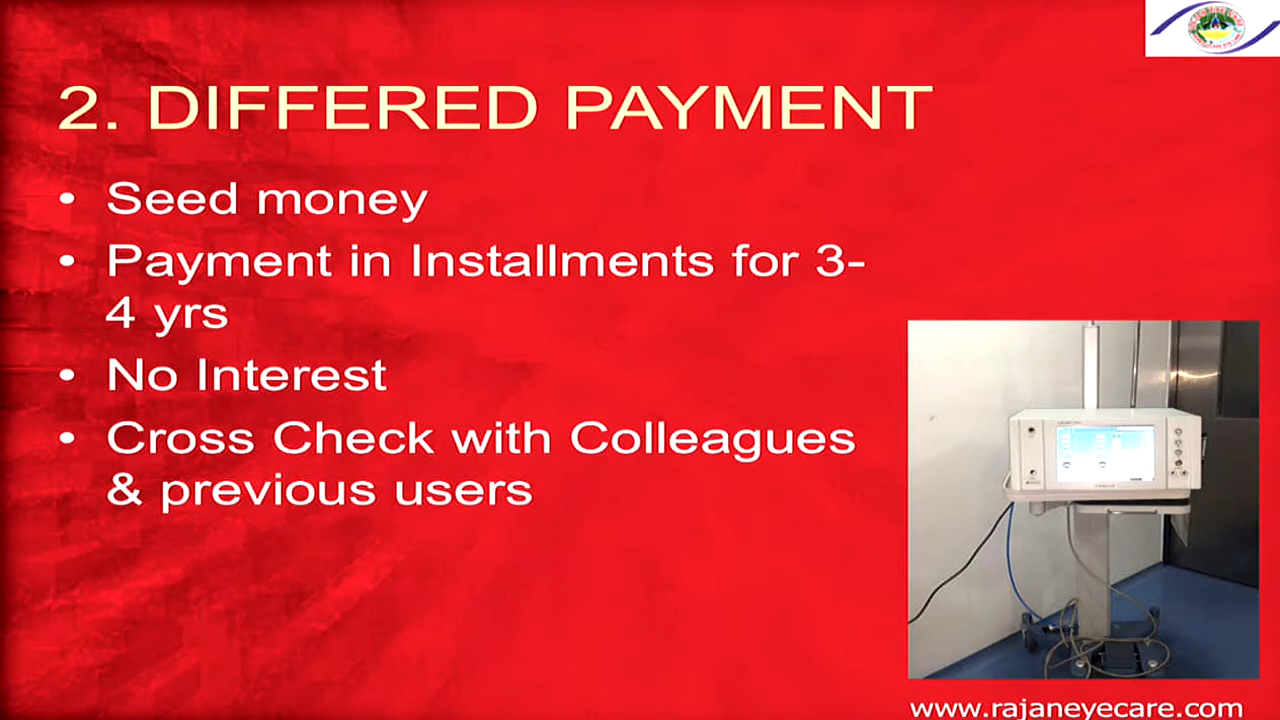 2. DIFFERED PAYMENT
• Seed money
• Payment in Installments for 3-
4 yrs
• No Interest
• Cross Check with Colleagues
& previous users
www.rajaneyecare.com